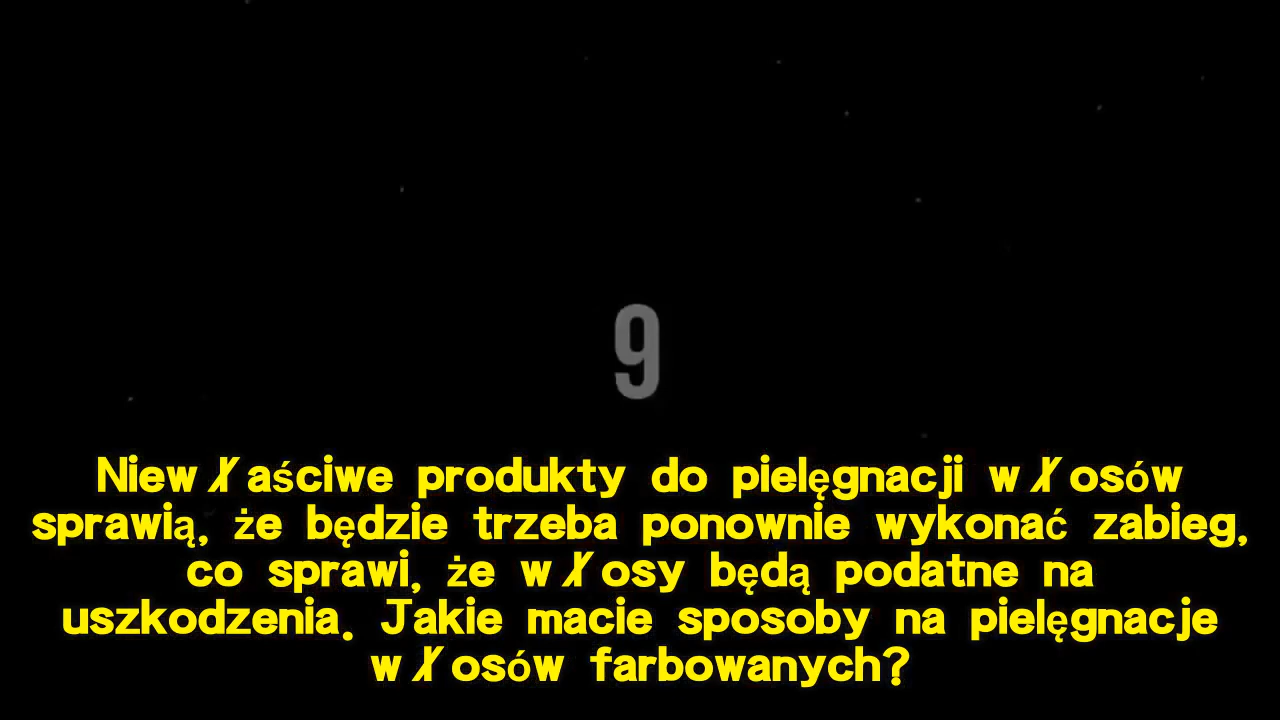 9
Niewłaściwe produkty do pielęgnacji włosów
sprawią, że będzie trzeba ponownie wykonać zabieg,
co sprawi, że włosy będą podatne na
uszkodzenia. Jakie macie sposoby na pielęgnacje
włosów farbowanych?